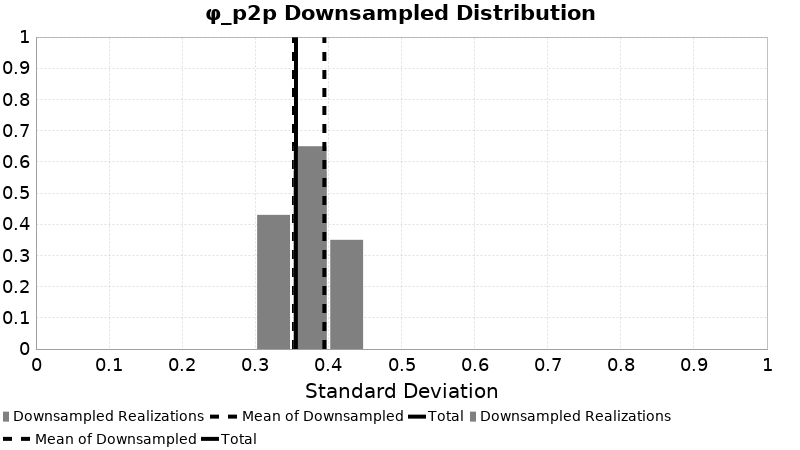 φ_p2p Downsampled Distribution
1
0.9
0.8
0.7
0.6
0.5
0.4
0.3
0.2
0.1
0
0 0.1 0.2 0.3 0.4 0.5 0.6 0.7 0.8 0.9 1
Standard Deviation
Downsampled Realizations Mean of Downsampled Total Downsampled Realizations
Mean of Downsampled Total